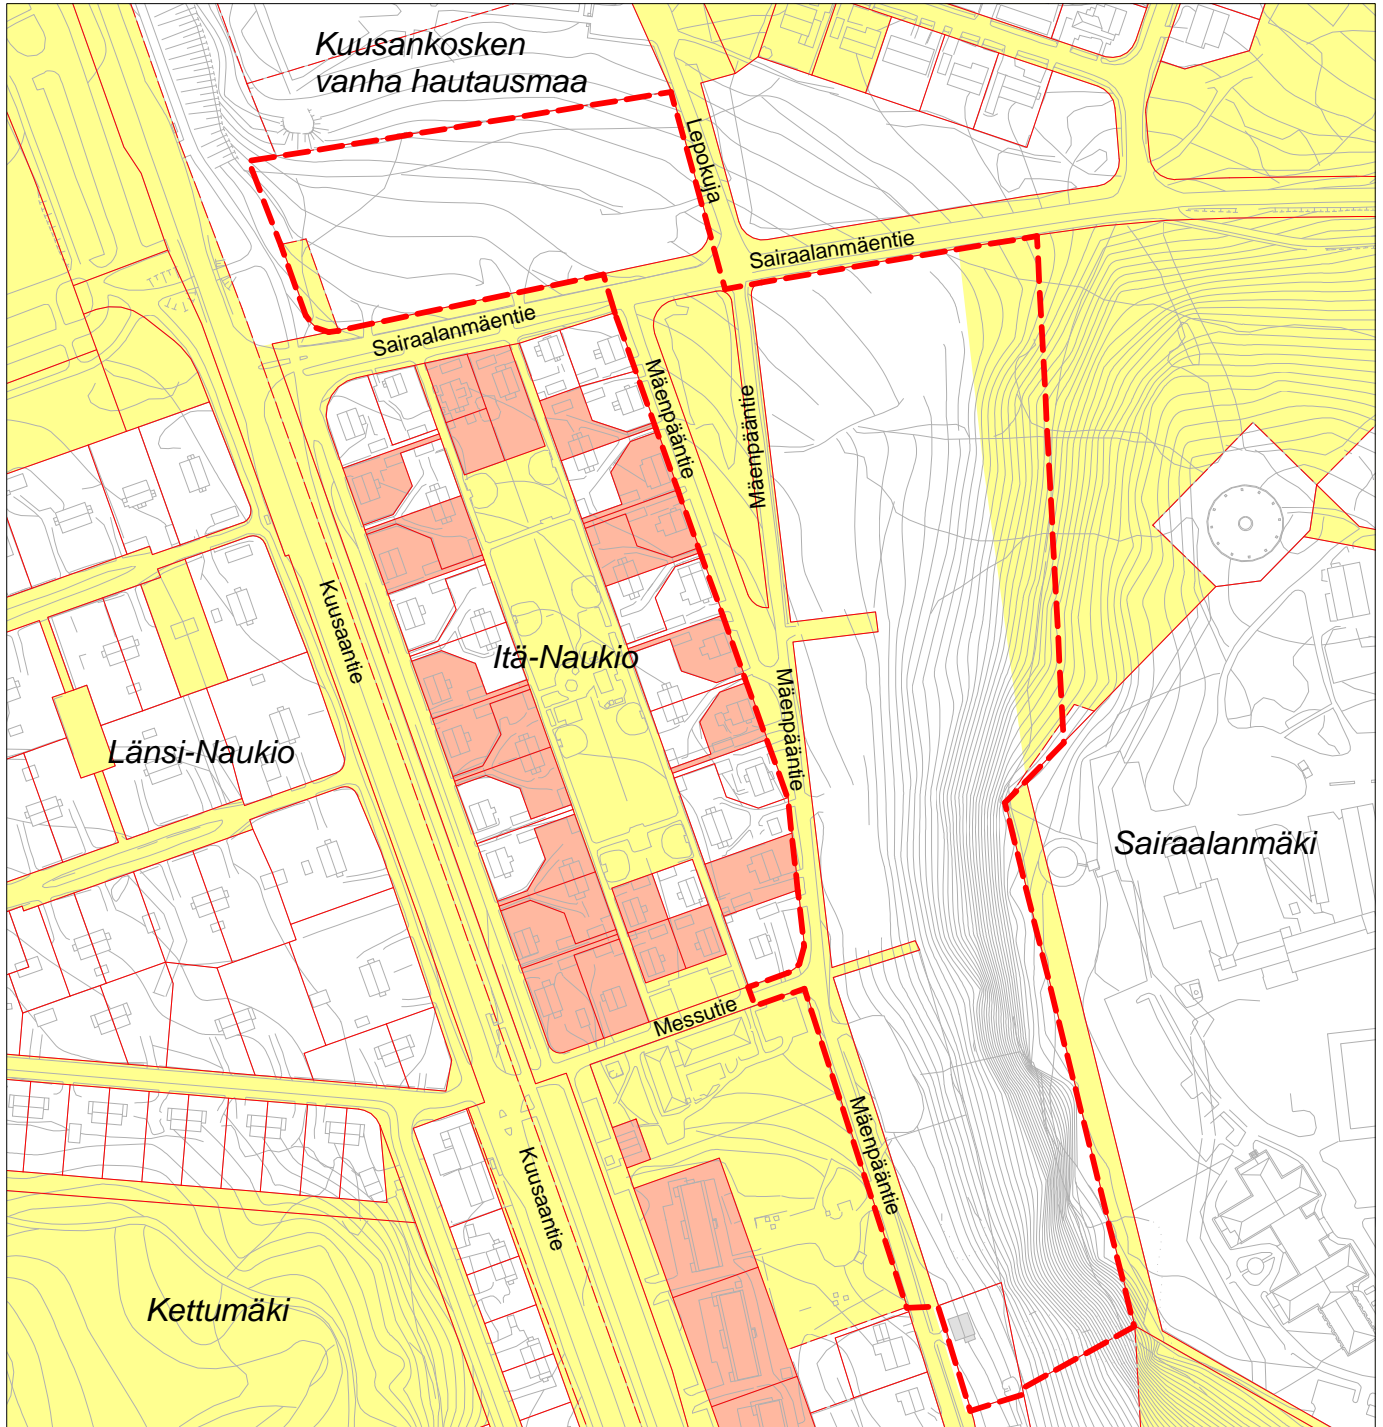 Kuusankosken
vanha hautausmaa
Lepokuja
Sairaalanmäentie
Sairaalanmäentie
Mäenpääntie
Mäenpääntie
Kuusaantie
Itä-Naukio
Mäenpääntie
Länsi-Naukio
Sairaalanmäki
Messutie
Mäenpääntie
Kuusaantie
Kettumäki